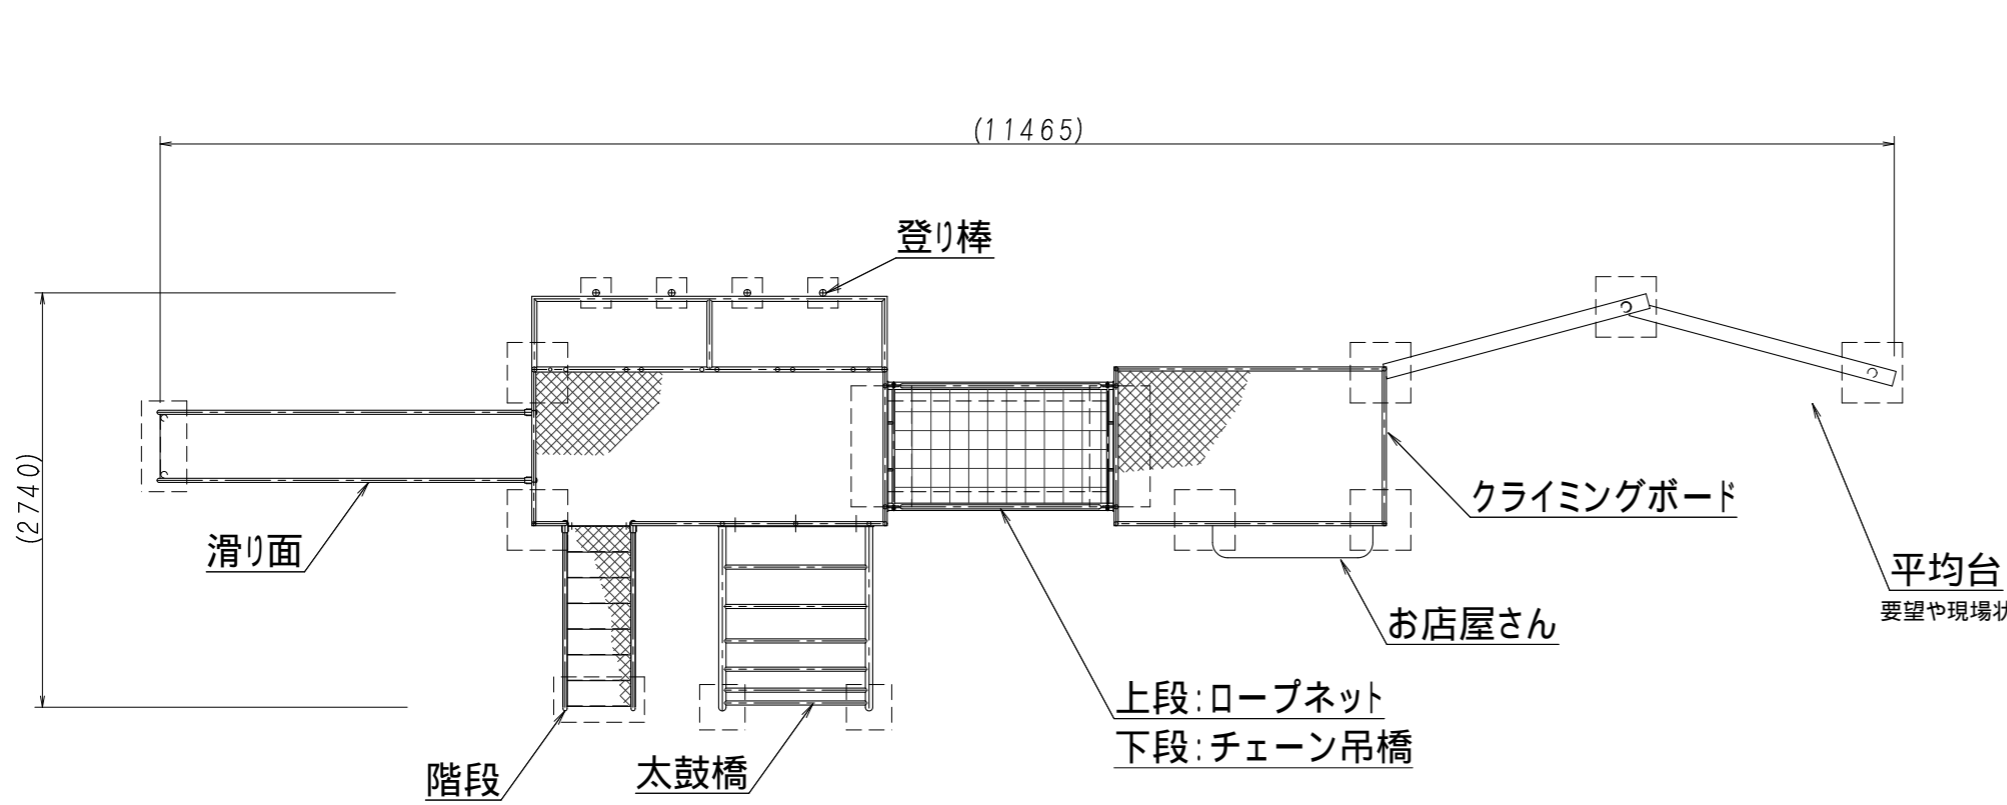 (11465)
登り棒
(2740)
クライミングボード
滑り面
平均台
要望や現場状
お店屋さん
上段:ロープネット
下段:チェーン吊橋
太鼓橋
階段